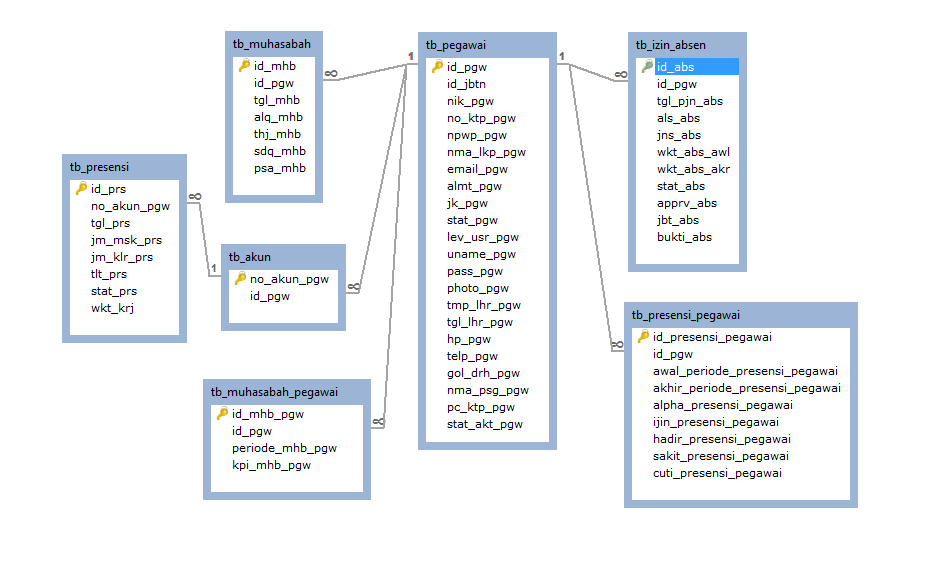 tb_muhasabah
id_mhb
id_pgw
tgl_mhb
alq_mhb
thj_mhb
sdq_mhb
psa_mhb
tb_pegawai
id_pgw
id_jbtn
nik_pgw
no_ktp_pgw
npwp_pgw
nma_lkp_pgw
email_pgw
almt_pgw
jk_pgw
stat_pgw
lev_usr_pgw
uname_pgw
pass_pgw
photo_pgw
tmp_lhr_pgw
tgl_lhr_pgw
hp_pgw
telp_pgw
gol_drh_pgw
nma_psg_pgw
pc_ktp_pgw
stat_akt_pgw
tb_izin_absen
id_abs
id_pgw
tgl_pjn_abs
als_abs
jns_abs
wkt_abs_awl
wkt_abs_akr
stat_abs
apprv_abs
jbt_abs
bukti_abs
tb_presensi
id_prs
no_akun_pgw
tgl_prs
jm_msk_prs
jm_klr_prs
tlt_prs
stat_prs
wkt_krj
tb_akun
no_akun_pgw
id_pgw
tb_muhasabah_pegawai
id_mhb_pgw
id_pgw
periode_mhb_pgw
kpi_mhb_pgw
tb_presensi_pegawai
id_presensi_pegawai
id_pgw
awal_periode_presensi_pegawai
akhir_periode_presensi_pegawai
alpha_presensi_pegawai
ijin_presensi_pegawai
hadir_presensi_pegawai
sakit_presensi_pegawai
cuti_presensi_pegawai
1
∞
1
∞
∞
1
∞
∞
∞